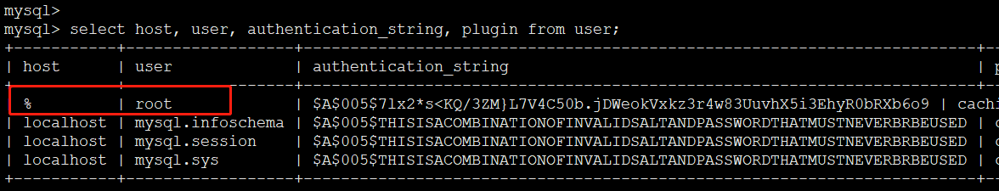 mysql>
mysql> select host, user, authentication_string, plugin from user;
+-----------+------------------+------------------------------------------------------------------------+
| host | user | authentication_string | p
+-----------+------------------+------------------------------------------------------------------------+
| % | root | $A$005$7lx2*s<KQ/3ZM}L7V4C50b.jDWeokVxkz3r4w83UuvhX5i3EhyR0bRXb6o9 | cachi
| localhost | mysql.infoschema | $A$005$THISISACOMBINATIONOFINVALIDSALTANDPASSWORDTHATMUSTNEVERBRBEUSED | c
| localhost | mysql.session | $A$005$THISISACOMBINATIONOFINVALIDSALTANDPASSWORDTHATMUSTNEVERBRBEUSED | c
| localhost | mysql.sys | $A$005$THISISACOMBINATIONOFINVALIDSALTANDPASSWORDTHATMUSTNEVERBRBEUSED | c
+-----------+------------------+------------------------------------------------------------------------+